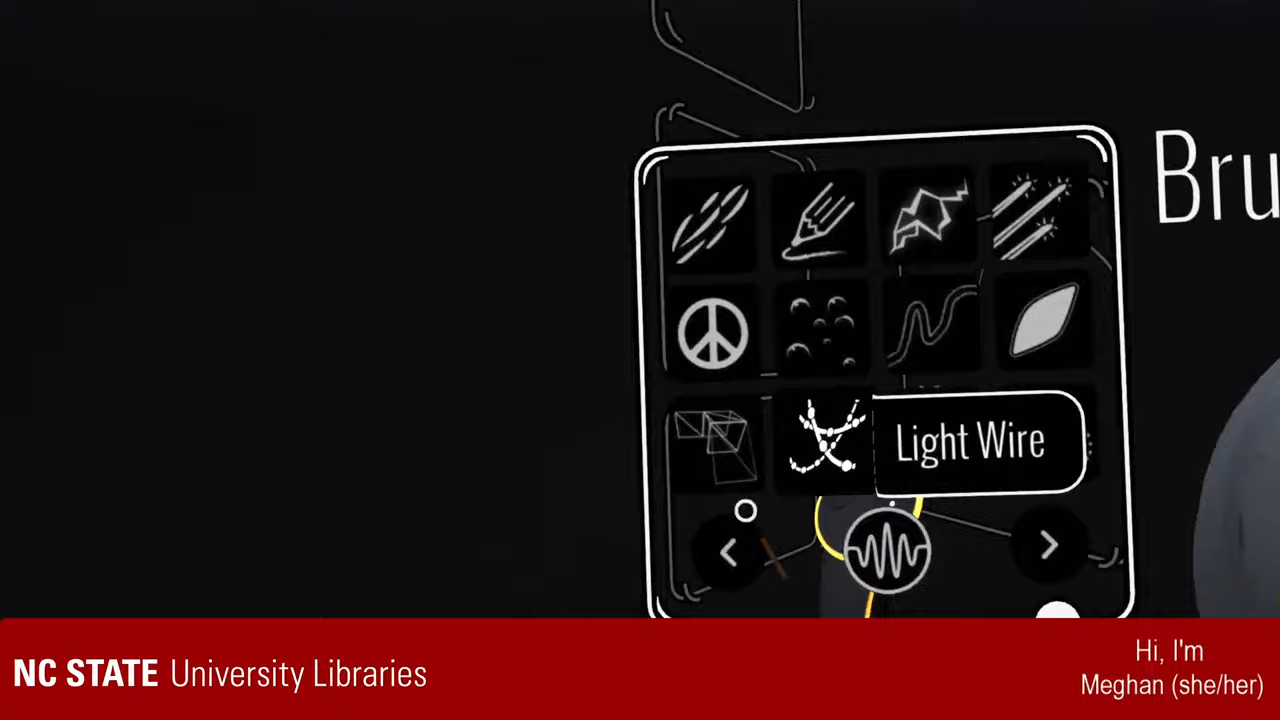 Bru
Light Wire
NC STATE University Libraries
Hi, I'm
Meghan (she/her)